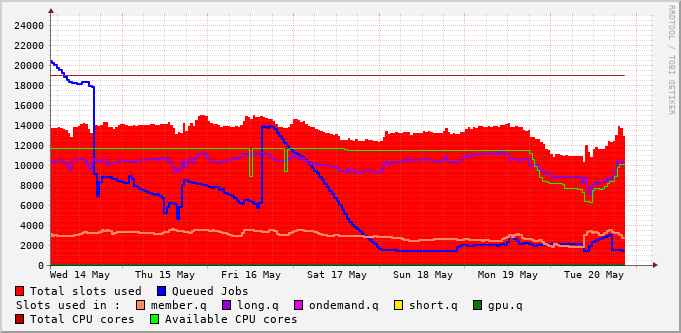 24000
22000
20000
18000
16000
14000
12000
10000
8000
6000
4000
2000
0
Wed 14 May Thu 15 May Fri 16 May Sat 17 May Sun 18 May Mon 19 May Tue 20 May
RRDTOOL / TOBI OETIKER
Total slots used Queued Jobs
Slots used in : member.q long.q ondemand.q short.q gpu.q
Total CPU cores Available CPU cores